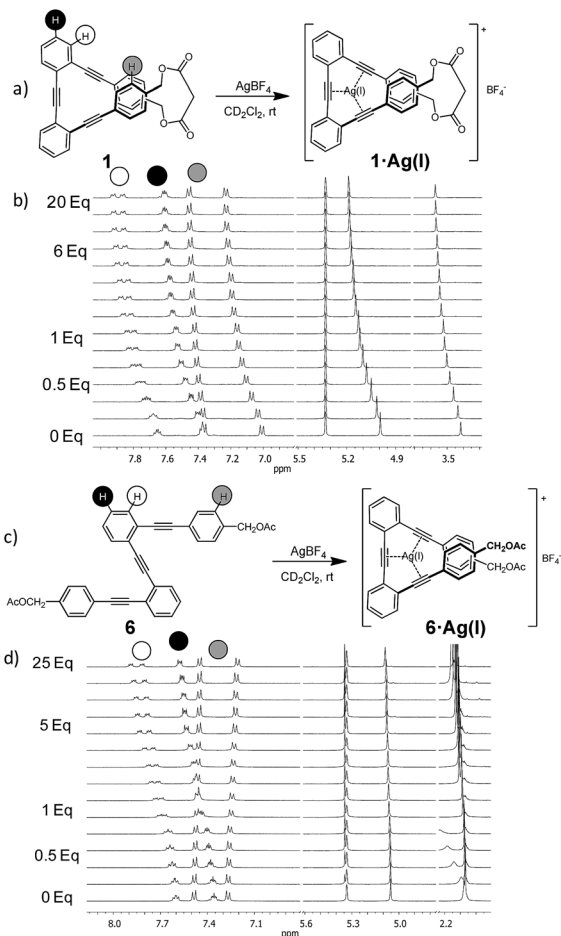 a)
H
H
H
O
O
O
O
1
AgBF4
CD2Cl2, rt
Ag(I)
O
O
O
O
+
BF4-
1·Ag(I)
b)
20 Eq
6 Eq
1 Eq
0.5 Eq
0 Eq
7.8 7.6 7.4 7.2 7.0 5.5 5.2 4.9 3.5
ppm
c)
H
H
H
CH2OAc
AcOCH2
6
AgBF4
CD2Cl2, rt
Ag(I)
CH2OAc
CH2OAc
+
BF4-
6·Ag(I)
d)
25 Eq
5 Eq
1 Eq
0.5 Eq
0 Eq
8.0 7.7 7.4 7.1 5.6 5.3 5.0 2.2
ppm